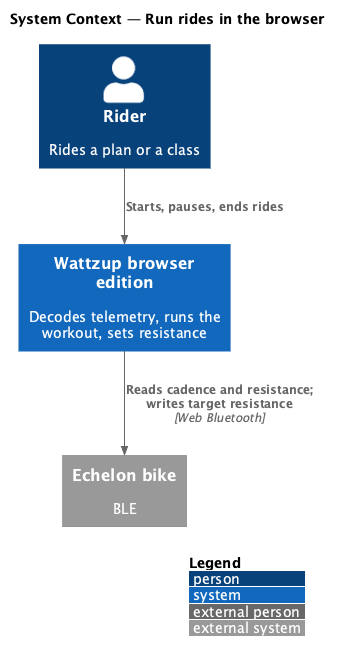 System Context — Run rides in the browser
Rider
Rides a plan or a class
Starts, pauses, ends rides
Wattzup browser
edition
Decodes telemetry, runs the
workout, sets resistance
Reads cadence and resistance;
writes target resistance
[Web Bluetooth]
Echelon bike
BLE
Legend
person
system
external person
external system